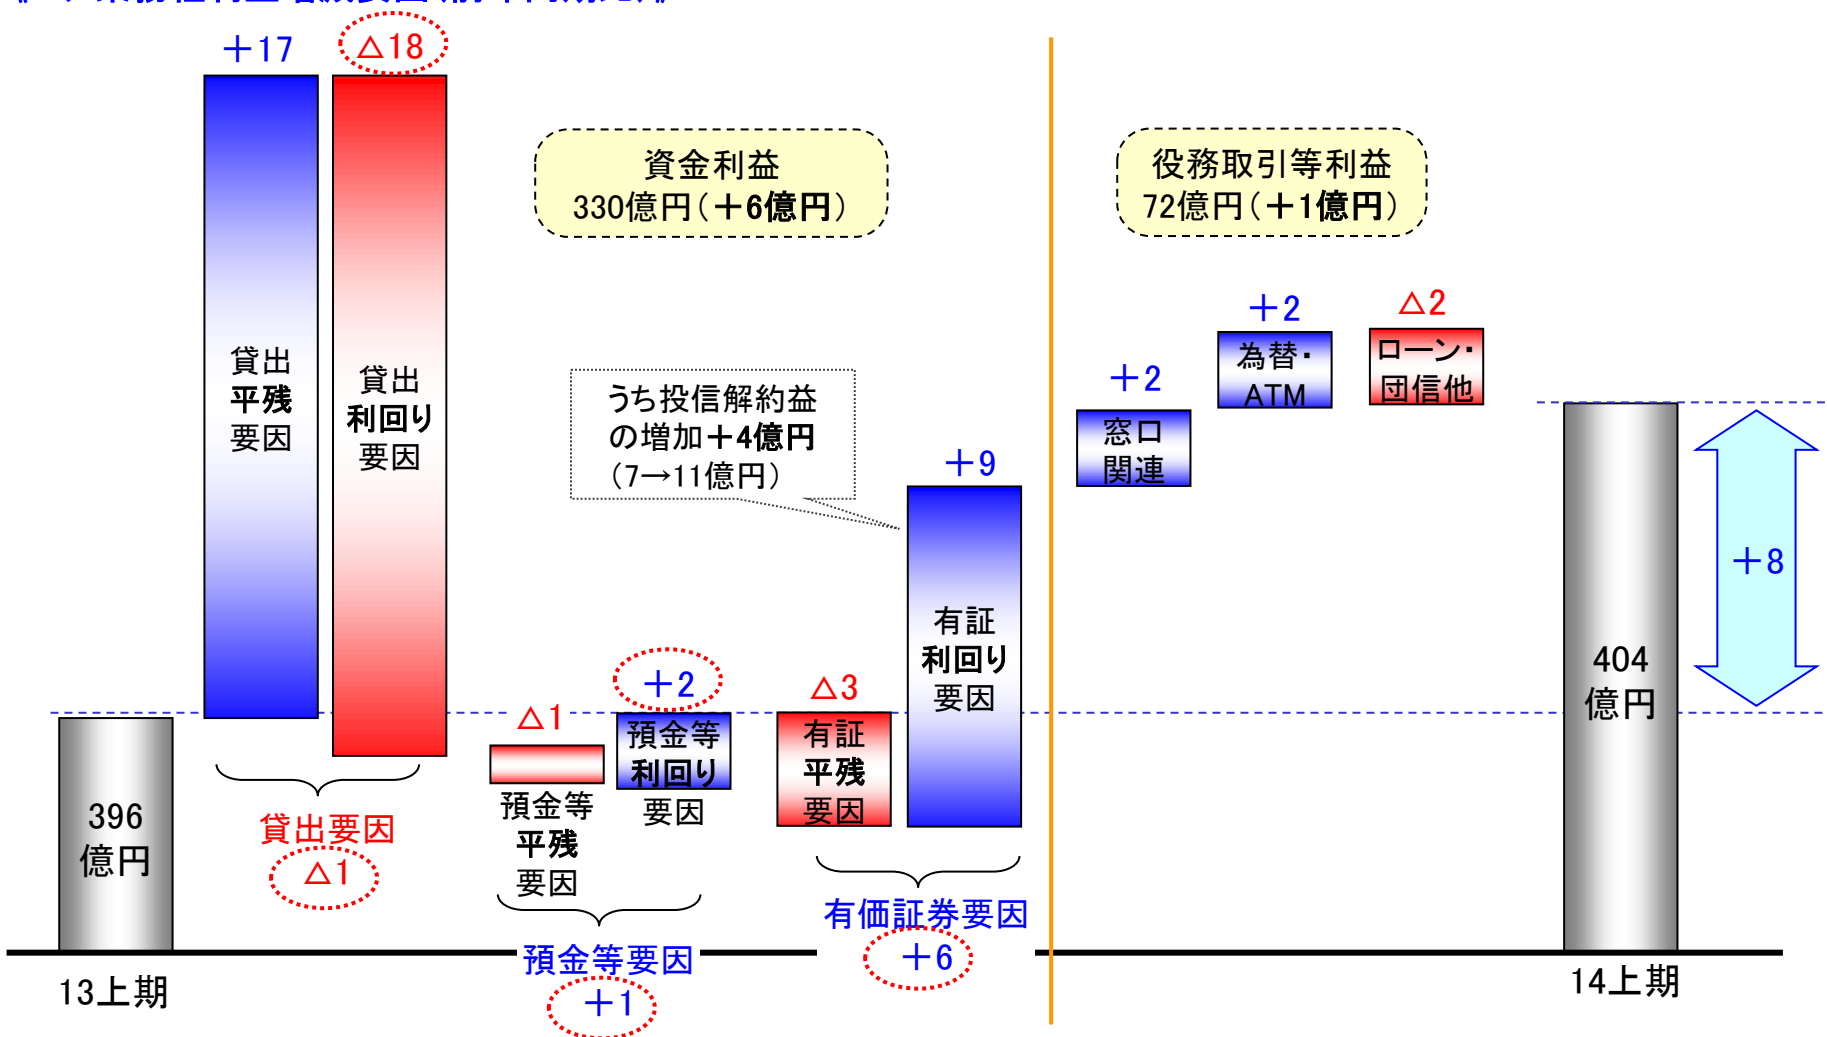 +17
△18
資金利益
330億円(+6億円)
役務取引等利益
72億円(+1億円)
貸出
平残
要因
貸出
利回り
要因
うち投信解約益
の増加+4億円
(7→11億円)
+9
+2
窓口
関連
+2
為替・
ATM
△2
ローン・
団信他
有証
利回り
要因
+8
404
億円
△1
預金等
平残
要因
+2
預金等
利回り
要因
△3
有証
平残
要因
396
億円
貸出要因
△1
預金等要因
+1
有価証券要因
+6
13上期
14上期